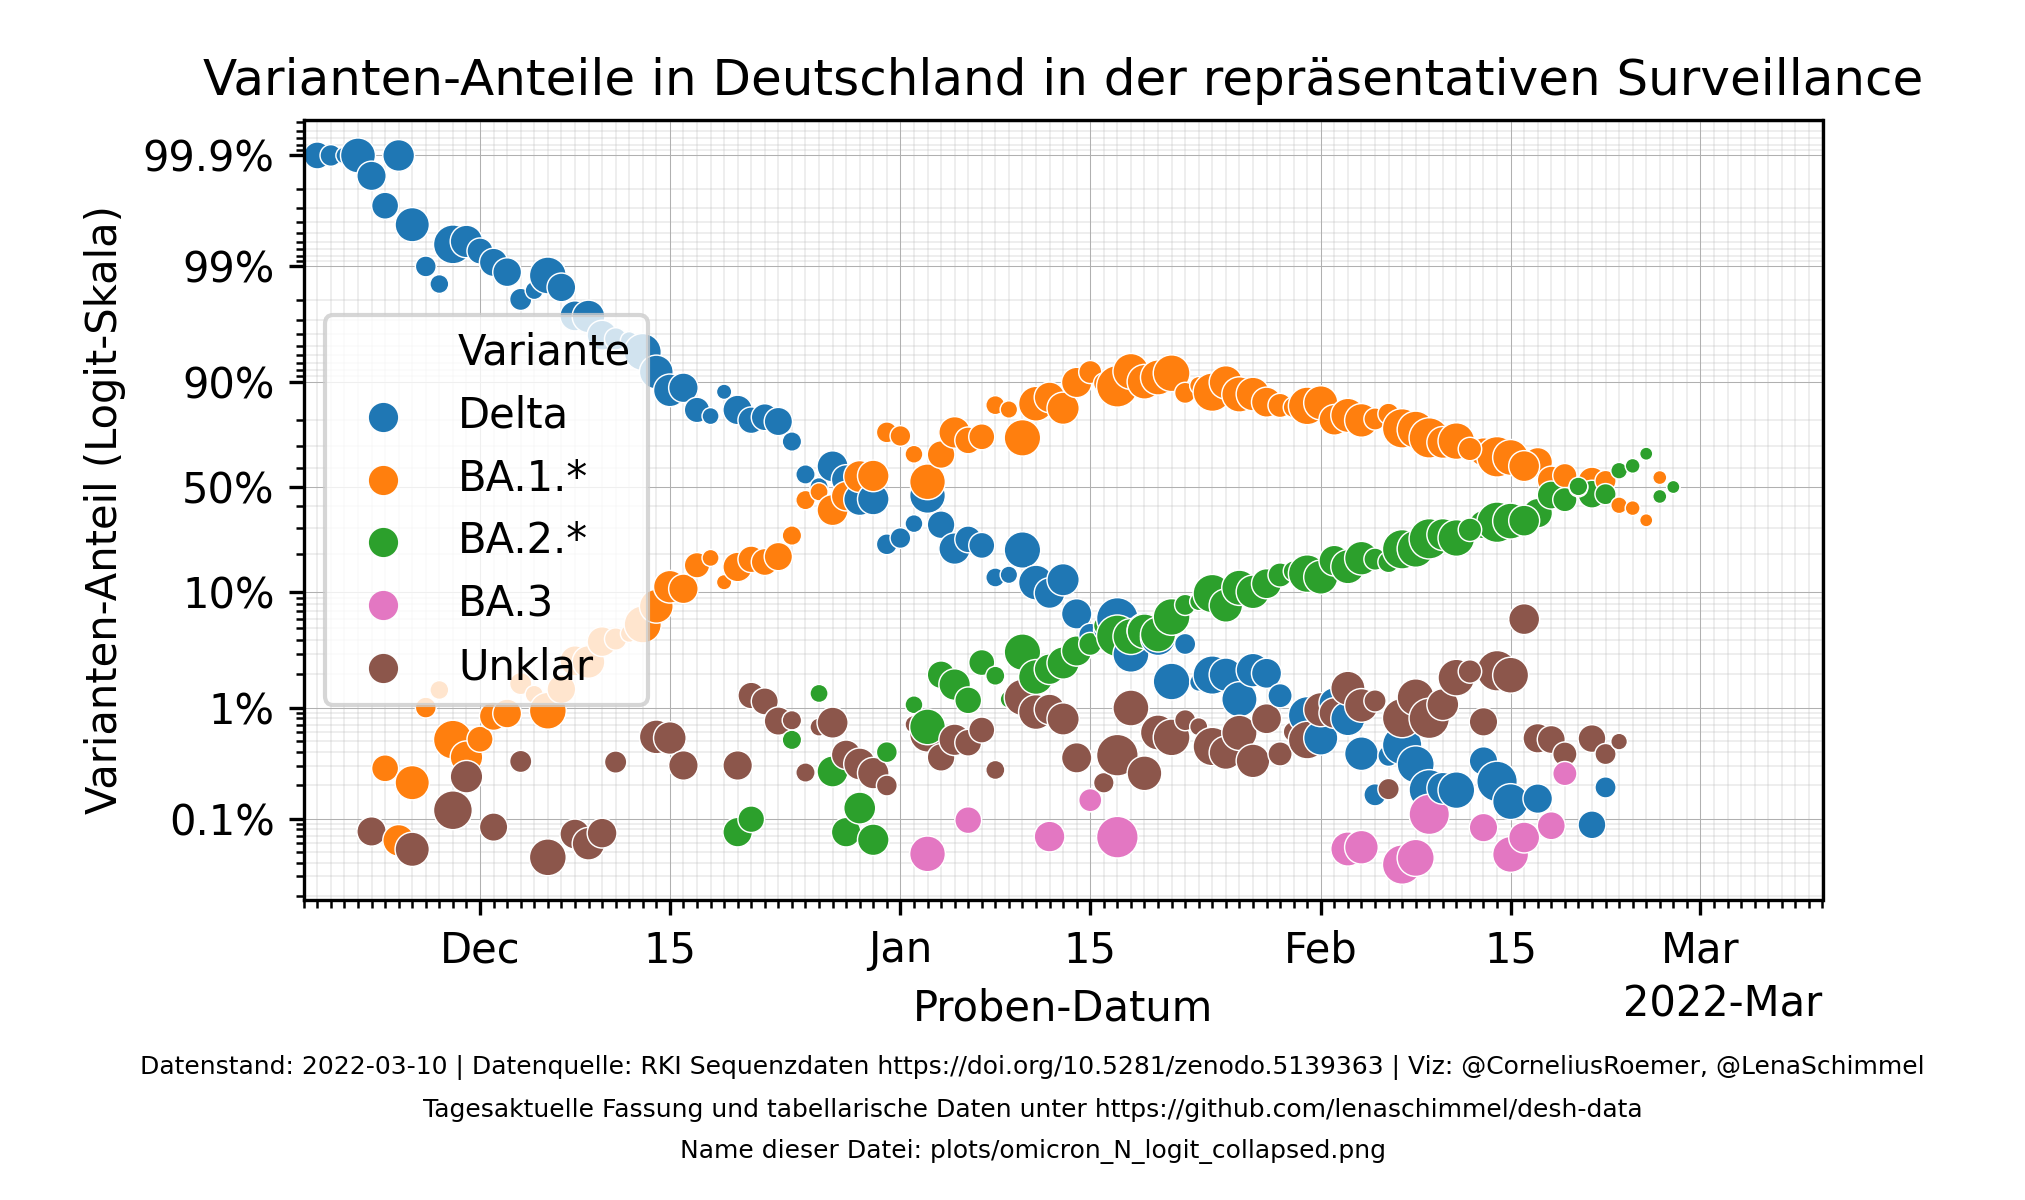 Varianten-Anteile in Deutschland in der repräsentativen Surveillance
Varianten-Anteil (Logit-Skala)
99.9%
99%
90%
50%
10%
1%
0.1%
Variante
Delta
BA.1.*
BA.2.*
BA.3
Unklar
Dec 15 Jan 15 Feb 15 Mar
Proben-Datum
2022-Mar
Datenstand: 2022-03-10 | Datenquelle: RKI Sequenzdaten https://doi.org/10.5281/zenodo.5139363 | Viz: @CorneliusRoemer, @LenaSchimmel
Tagesaktuelle Fassung und tabellarische Daten unter https://github.com/lenaschimmel/desh-data
Name dieser Datei: plots/omicron_N_logit_collapsed.png